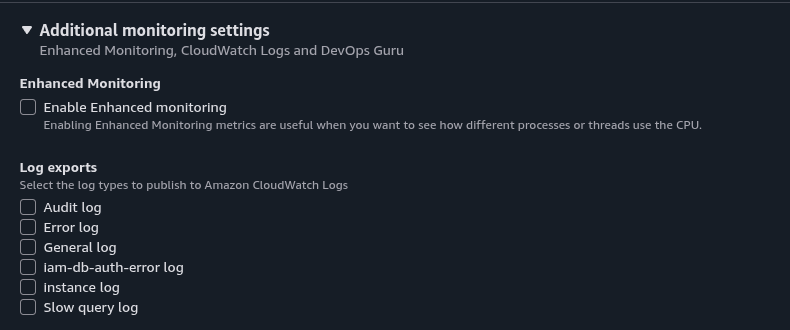 Additional monitoring settings
Enhanced Monitoring, CloudWatch Logs and DevOps Guru
Enhanced Monitoring
Enable Enhanced monitoring
Enabling Enhanced Monitoring metrics are useful when you want to see how different processes or threads use the CPU.
Log exports
Select the log types to publish to Amazon CloudWatch Logs
Audit log
Error log
General log
iam-db-auth-error log
instance log
Slow query log